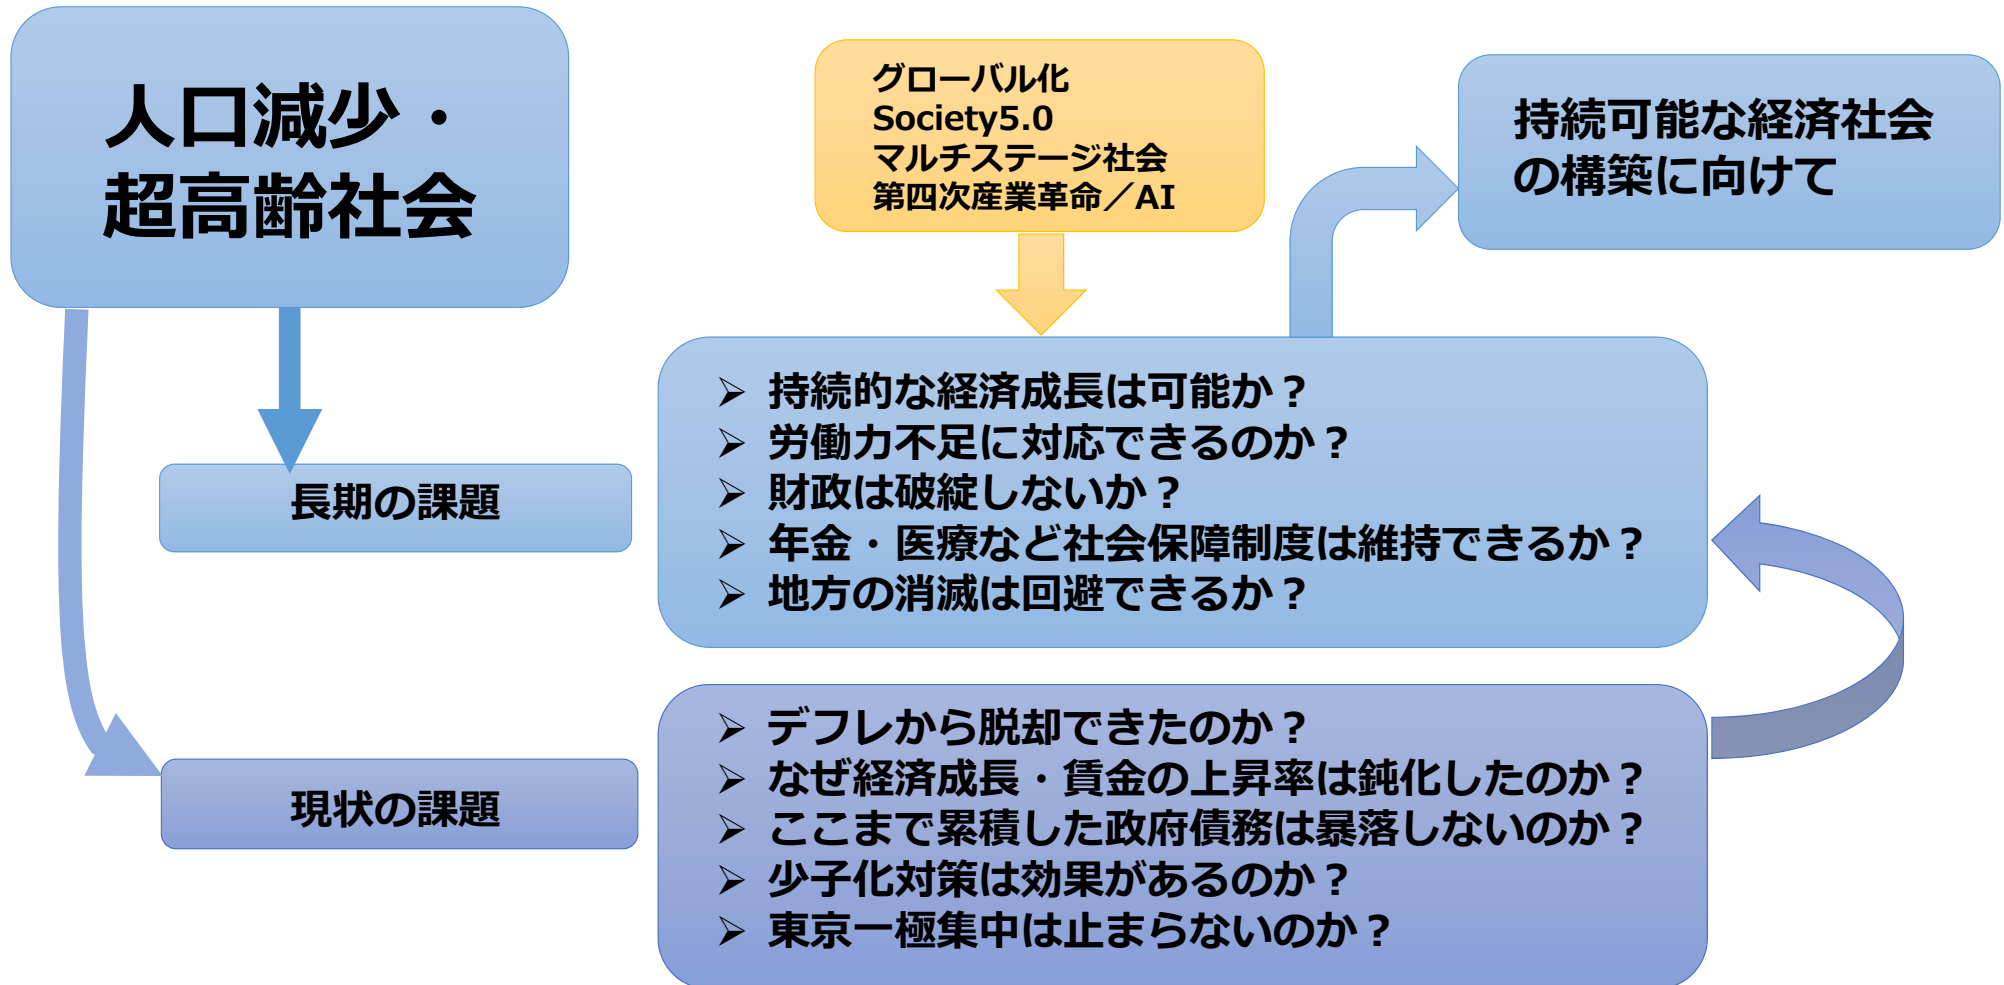 人口減少・
超高齢社会
グローバル化
Society5.0
マルチステージ社会
第四次産業革命／AI
持続可能な経済社会
の構築に向けて
長期の課題
➢ 持続的な経済成長は可能か？
➢ 労働力不足に対応できるのか？
➢ 財政は破綻しないか？
➢ 年金・医療など社会保障制度は維持できるか？
➢ 地方の消滅は回避できるか？
現状の課題
➢ デフレから脱却できたのか？
➢ なぜ経済成長・賃金の上昇率は鈍化したのか？
➢ ここまで累積した政府債務は暴落しないのか？
➢ 少子化対策は効果があるのか？
➢ 東京一極集中は止まらないのか？